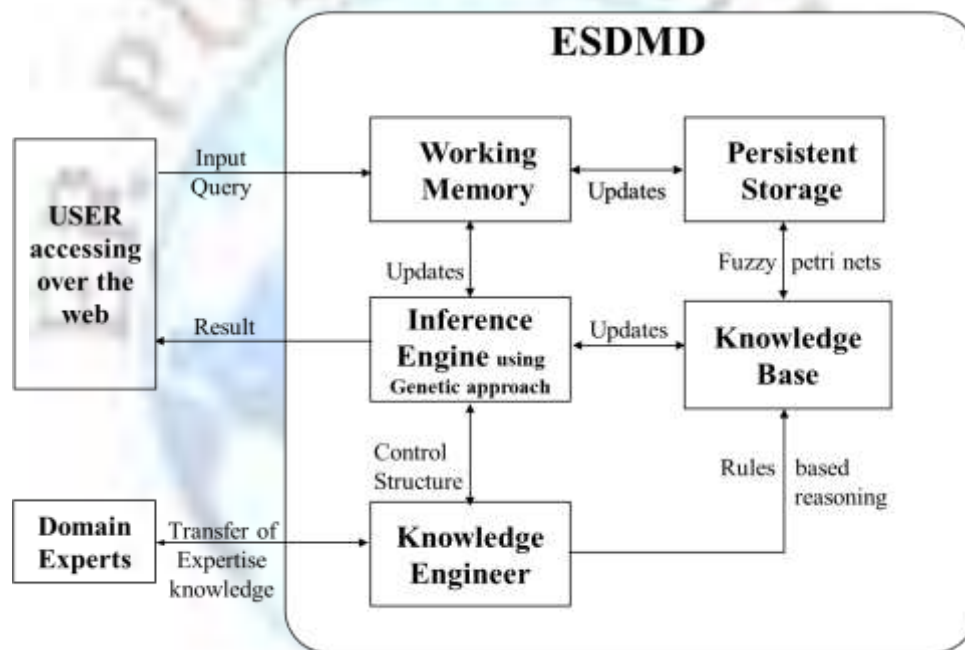 ESDMD
USER
accessing
over the
web
Input
Query
Working
Memory
Updates
Persistent
Storage
Updates
Fuzzy petri nets
Result
Inference
Engine using
Genetic approach
Updates
Knowledge
Base
Control
Structure
Rules based
reasoning
Domain
Experts
Transfer of
Expertise
knowledge
Knowledge
Engineer